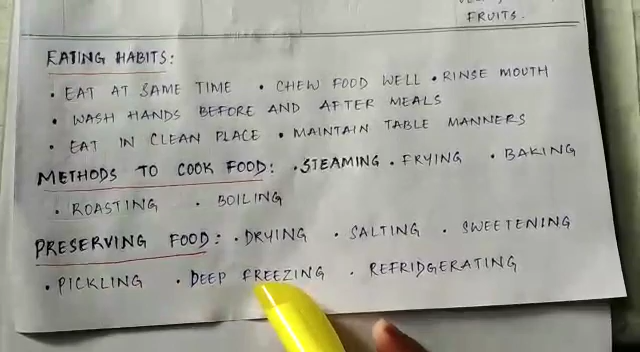 FRUITS.
EATING HABITS:
• EAT AT SAME TIME • CHEW FOOD WELL • RINSE MOUTH
• WASH HANDS BEFORE AND AFTER MEALS
• EAT IN CLEAN PLACE • MAINTAIN TABLE MANNERS
METHODS TO COOK FOOD: • STEAMING • FRYING • BAKING
• ROASTING • BOILING
PRESERVING FOOD: • DRYING • SALTING • SWEETENING
• PICKLING • DEEP FREEZING • REFRIDGERATING